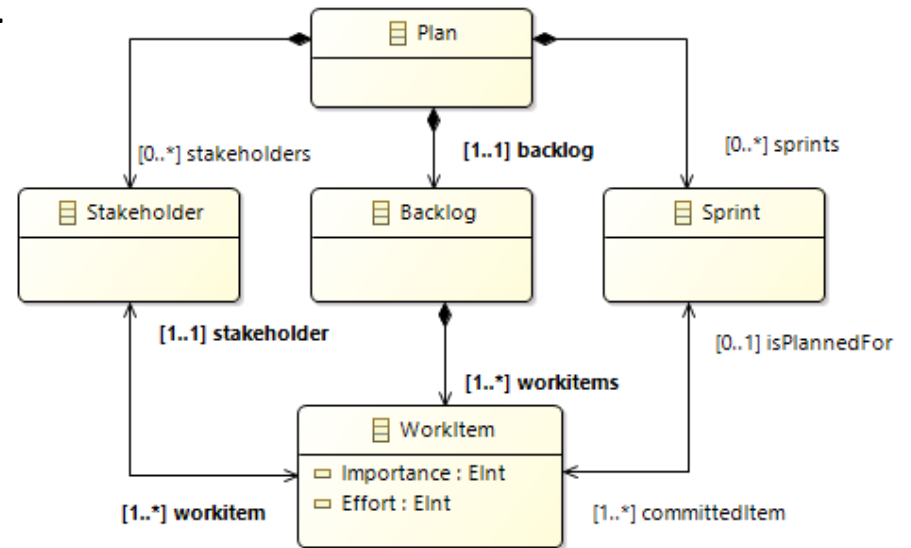 Plan
[0..*] stakeholders
[1..1] backlog
[0..*] sprints
Stakeholder
Backlog
Sprint
[1..1] stakeholder
[0..1] isPlannedFor
[1..*] workitems
WorkItem
Importance : EInt
Effort : EInt
[1..*] workitem
[1..*] committedItem